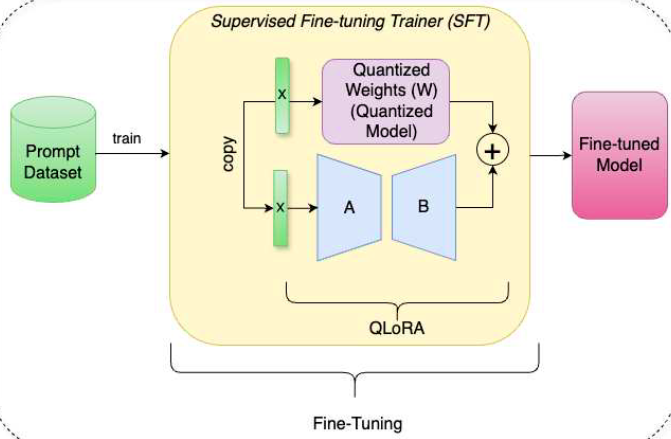 Supervised Fine-tuning Trainer (SFT)
Prompt
Dataset
train
copy
x
Quantized
Weights (W)
(Quantized
Model)
+
x
A
B
Fine-tuned
Model
QLoRA
Fine-Tuning